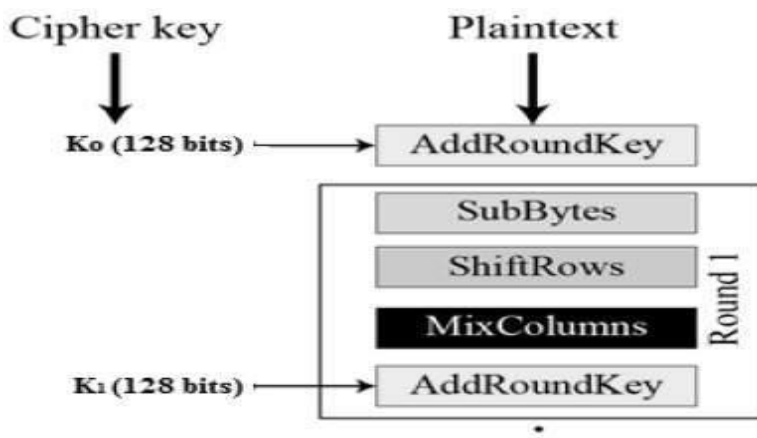 Cipher key
Plaintext
K0 (128 bits)
AddRoundKey
SubBytes
ShiftRows
MixColumns
Round 1
K1 (128 bits)
AddRoundKey